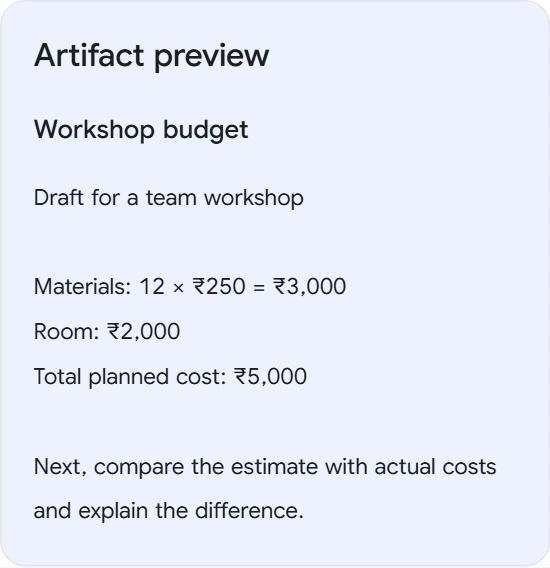 Artifact preview
Workshop budget
Draft for a team workshop
Materials: 12 × ₹250 = ₹3,000
Room: ₹2,000
Total planned cost: ₹5,000
Next, compare the estimate with actual costs
and explain the difference.